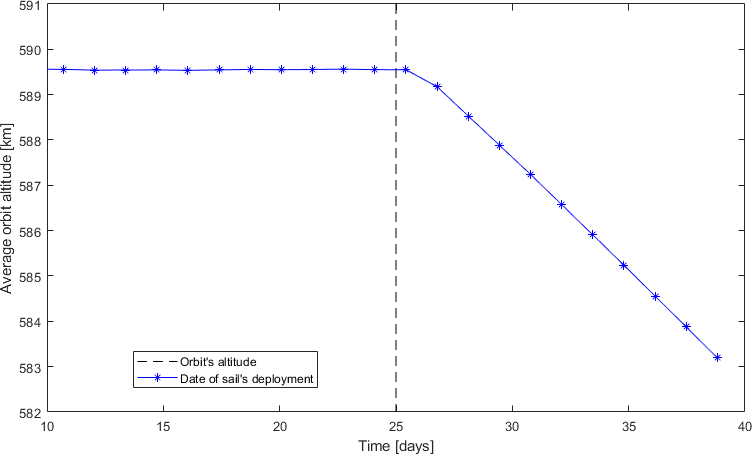 591
590
589
588
587
586
585
584
583
582
Average orbit altitude [km]
Orbit's altitude
Date of sail's deployment
10 15 20 25 30 35 40
Time [days]